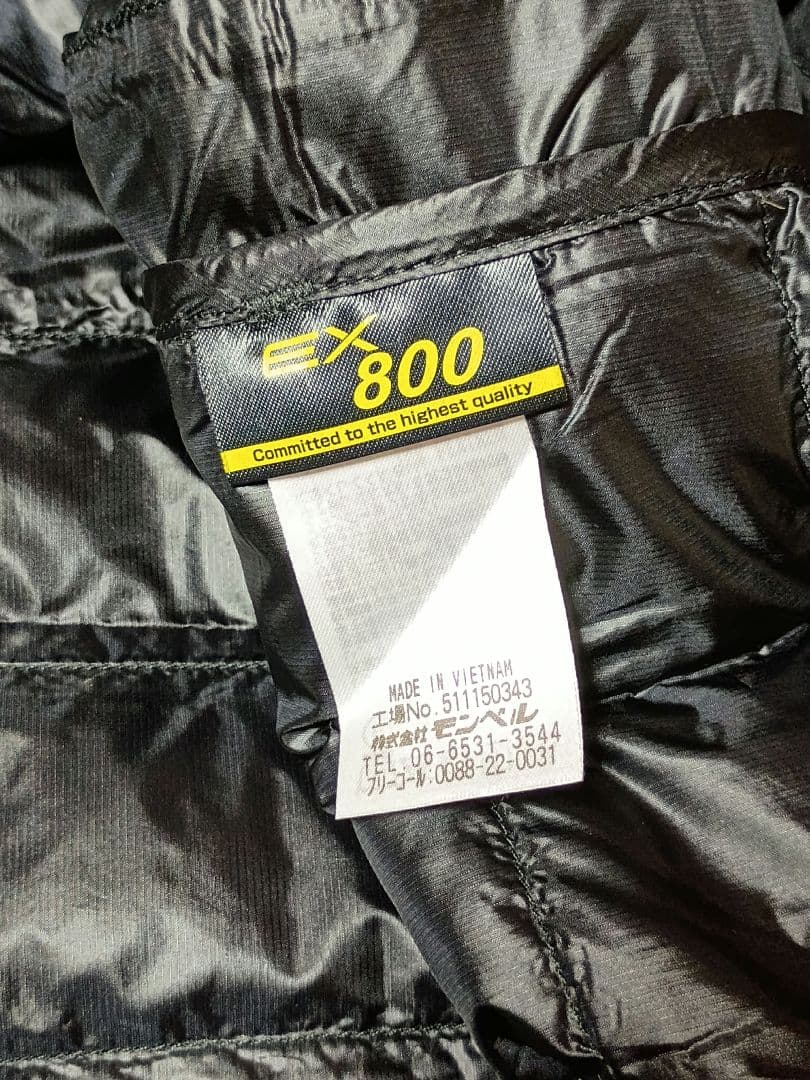 EX
800
Committed to the highest quality
MADE IN VIETNAM
工場No.511150343
株式会社モンベル
TEL.06-6531-3544
フリーコール:0088-22-0031